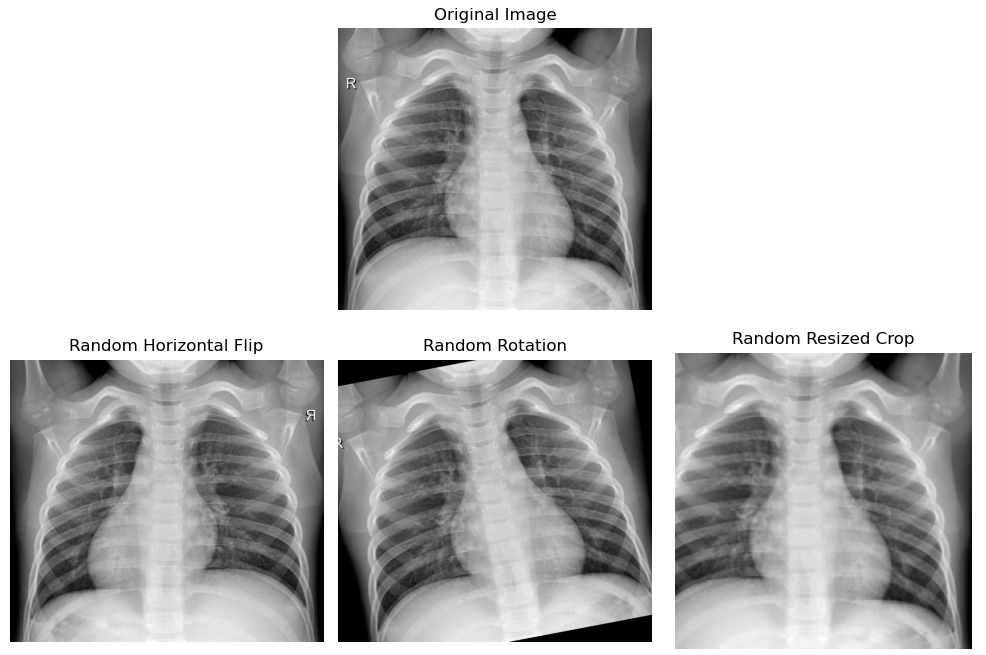 Original Image
R
Random Horizontal Flip
Random Rotation
Random Resized Crop
R
R